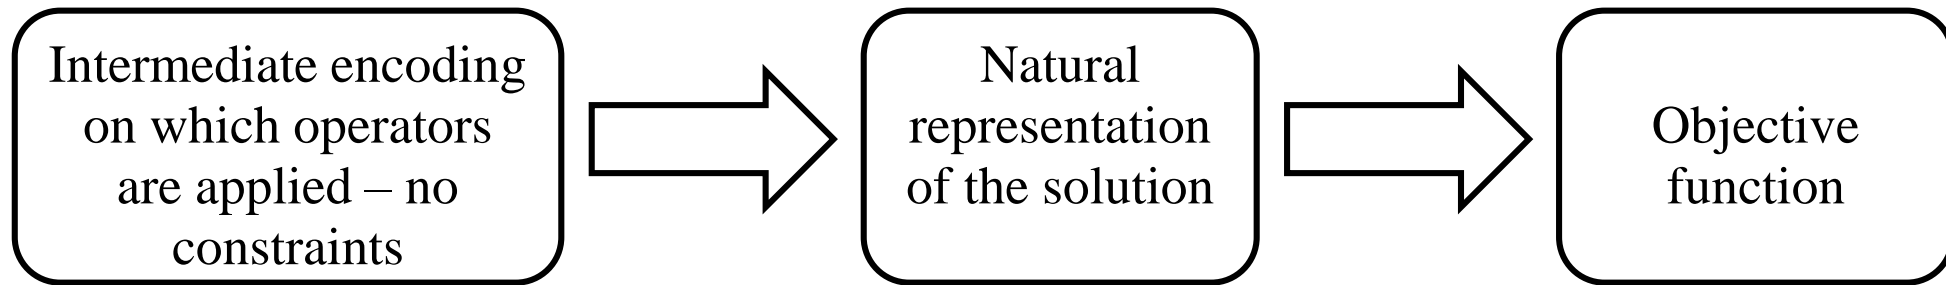 Intermediate encoding
on which operators
are applied – no
constraints
Natural
representation
of the solution
Objective
function